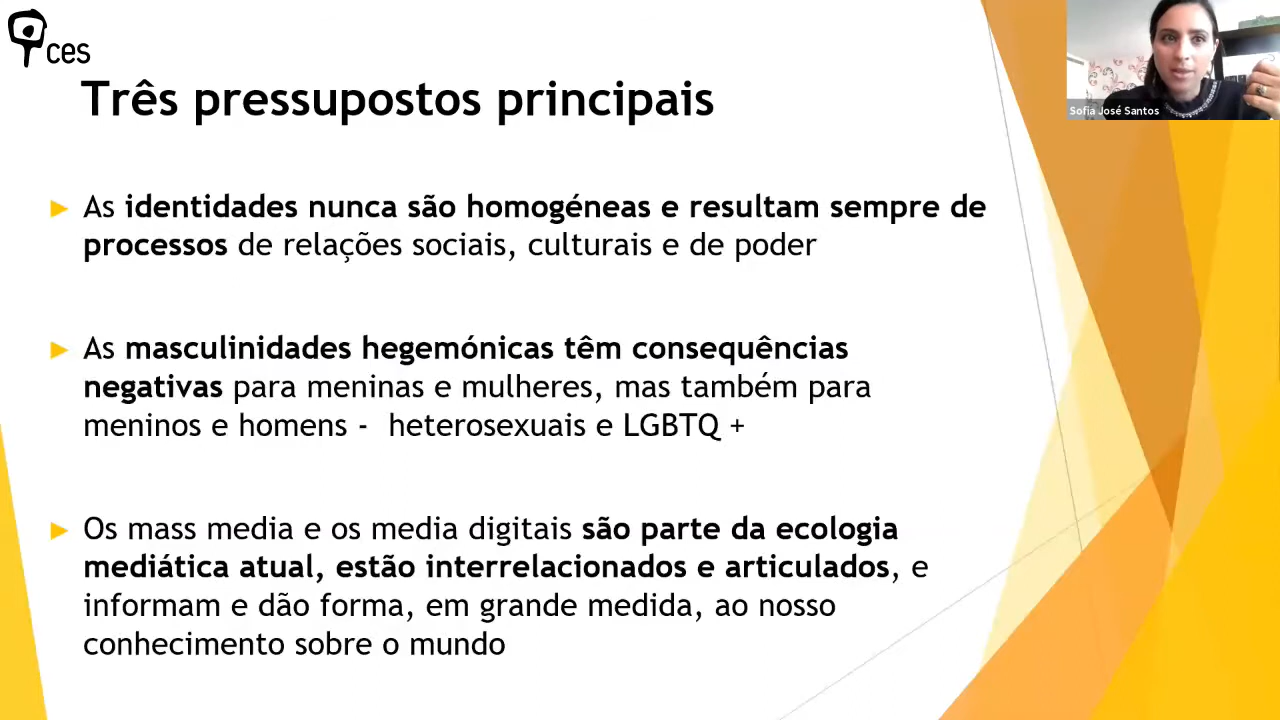 ces
Três pressupostos principais
Sofia José Santos
As identidades nunca são homogéneas e resultam sempre de
processos de relações sociais, culturais e de poder
As masculinidades hegemónicas têm consequências
negativas para meninas e mulheres, mas também para
meninos e homens - heterosexuais e LGBTQ +
Os mass media e os media digitais são parte da ecologia
mediática atual, estão interrelacionados e articulados, e
informam e dão forma, em grande medida, ao nosso
conhecimento sobre o mundo